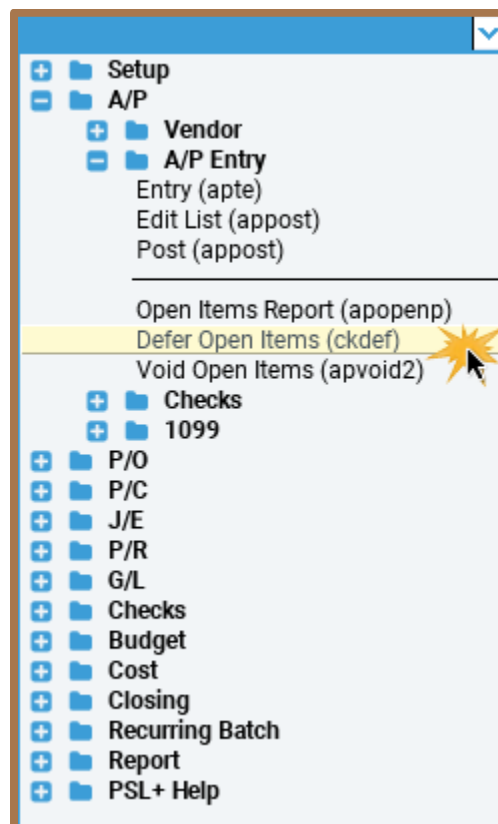 Setup
A/P
Vendor
A/P Entry
Entry (apte)
Edit List (appost)
Post (appost)
Open Items Report (apopenp)
Defer Open Items (ckdef)
Void Open Items (apvoid2)
Checks
1099
P/O
P/C
J/E
P/R
G/L
Checks
Budget
Cost
Closing
Recurring Batch
Report
PSL+ Help